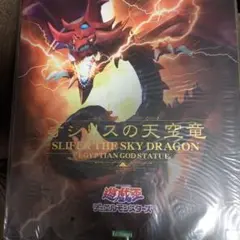 オシリスの天空竜
SLIFER THE SKY DRAGON
EGYPTIAN GOD STATUE
遊戯王
デュエルモンスターズ